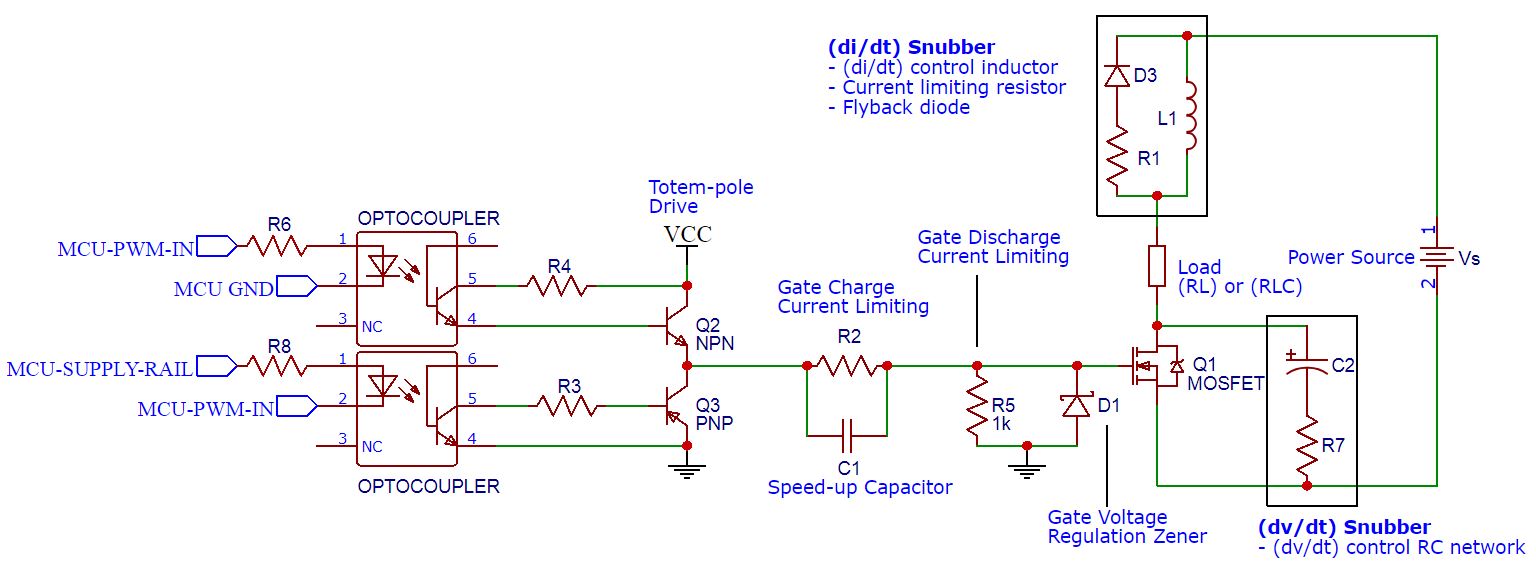 (di/dt) Snubber
- (di/dt) control inductor
- Current limiting resistor
- Flyback diode
D3
L1
R1
Totem-pole
Drive
VCC
OPTOCOUPLER
R6
MCU-PWM-IN
1
6
MCU GND
2
5
R4
3
NC
4
Q2
NPN
Gate Charge
Current Limiting
R2
Gate Discharge
Current Limiting
Load
(RL) or (RLC)
Power Source
1
Vs
2
R8
MCU-SUPPLY-RAIL
1
6
MCU-PWM-IN
2
5
R3
3
NC
4
OPTOCOUPLER
Q3
PNP
C1
Speed-up Capacitor
R5
1k
D1
Q1
MOSFET
C2
R7
Gate Voltage
Regulation Zener
(dv/dt) Snubber
- (dv/dt) control RC network